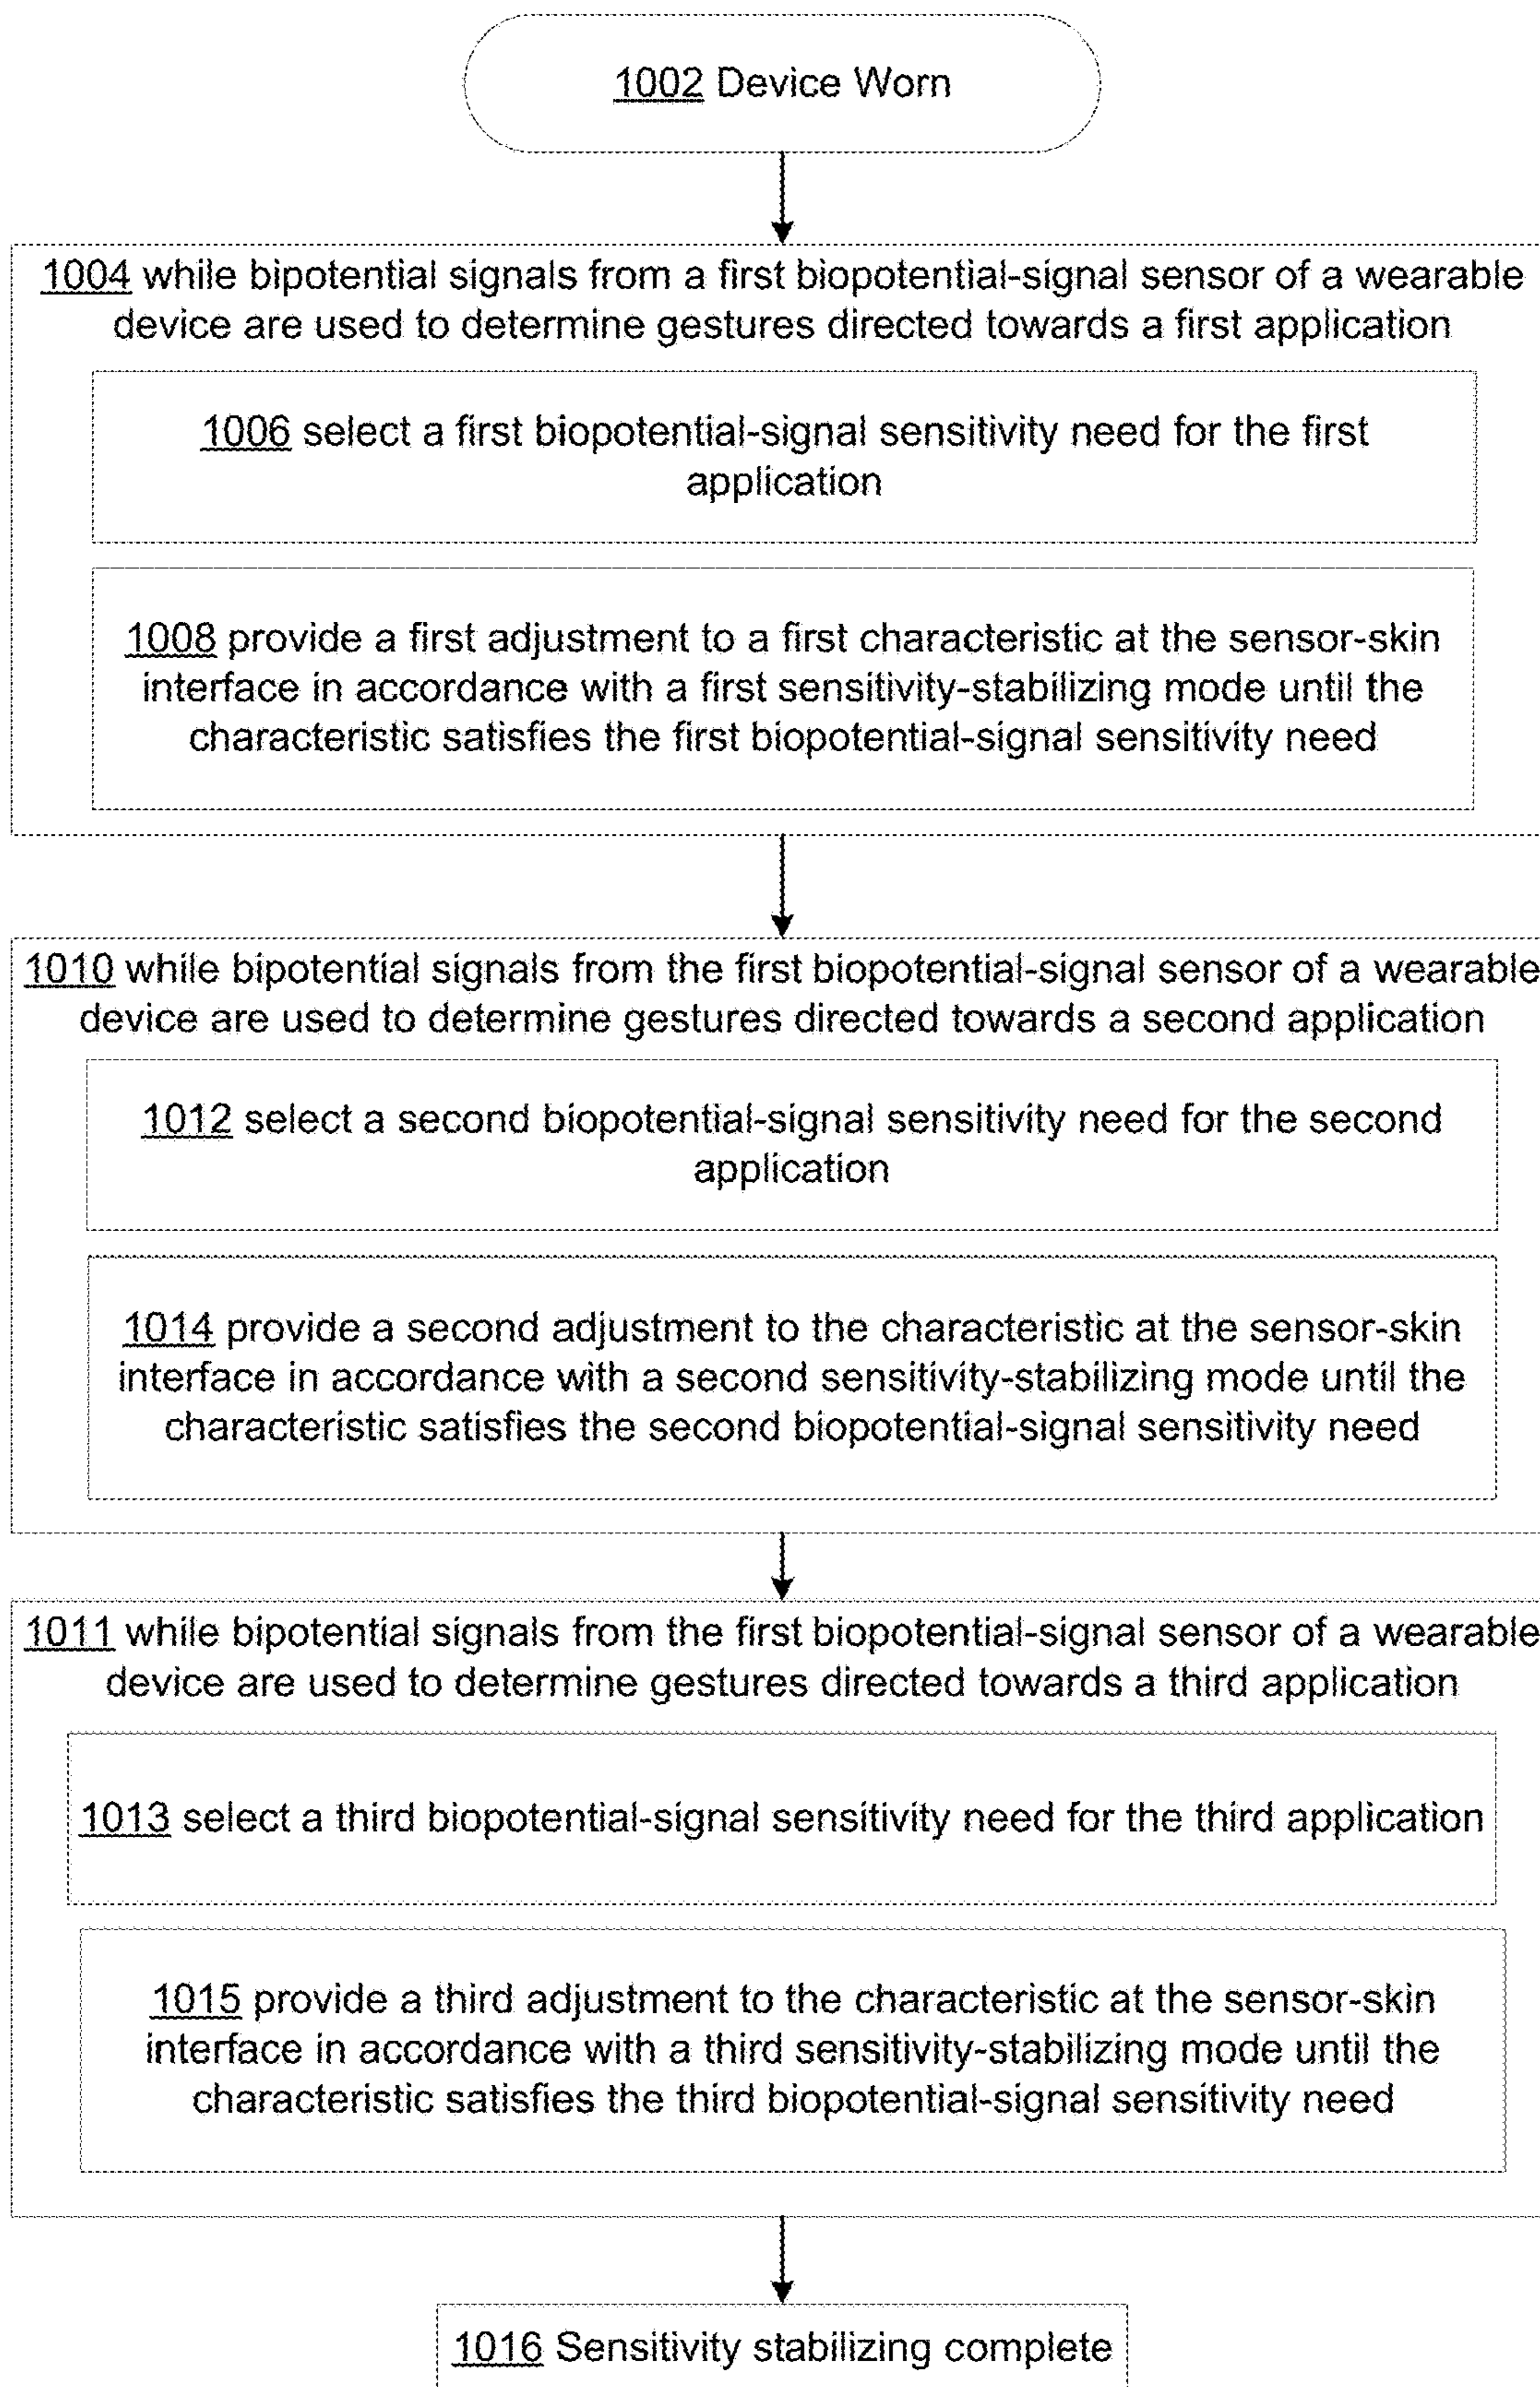 1002 Device Worn
1004 while bipotential signals from a first biopotential-signal sensor of a wearable
device are used to determine gestures directed towards a first application
1006 select a first biopotential-signal sensitivity need for the first
application
1008 provide a first adjustment to a first characteristic at the sensor-skin
interface in accordance with a first sensitivity-stabilizing mode until the
characteristic satisfies the first biopotential-signal sensitivity need
1010 while bipotential signals from the first biopotential-signal sensor of a wearable
device are used to determine gestures directed towards a second application
1012 select a second biopotential-signal sensitivity need for the second
application
1014 provide a second adjustment to the characteristic at the sensor-skin
interface in accordance with a second sensitivity-stabilizing mode until the
characteristic satisfies the second biopotential-signal sensitivity need
1011 while bipotential signals from the first biopotential-signal sensor of a wearable
device are used to determine gestures directed towards a third application
1013 select a third biopotential-signal sensitivity need for the third application
1015 provide a third adjustment to the characteristic at the sensor-skin
interface in accordance with a third sensitivity-stabilizing mode until the
characteristic satisfies the third biopotential-signal sensitivity need
1016 Sensitivity stabilizing complete